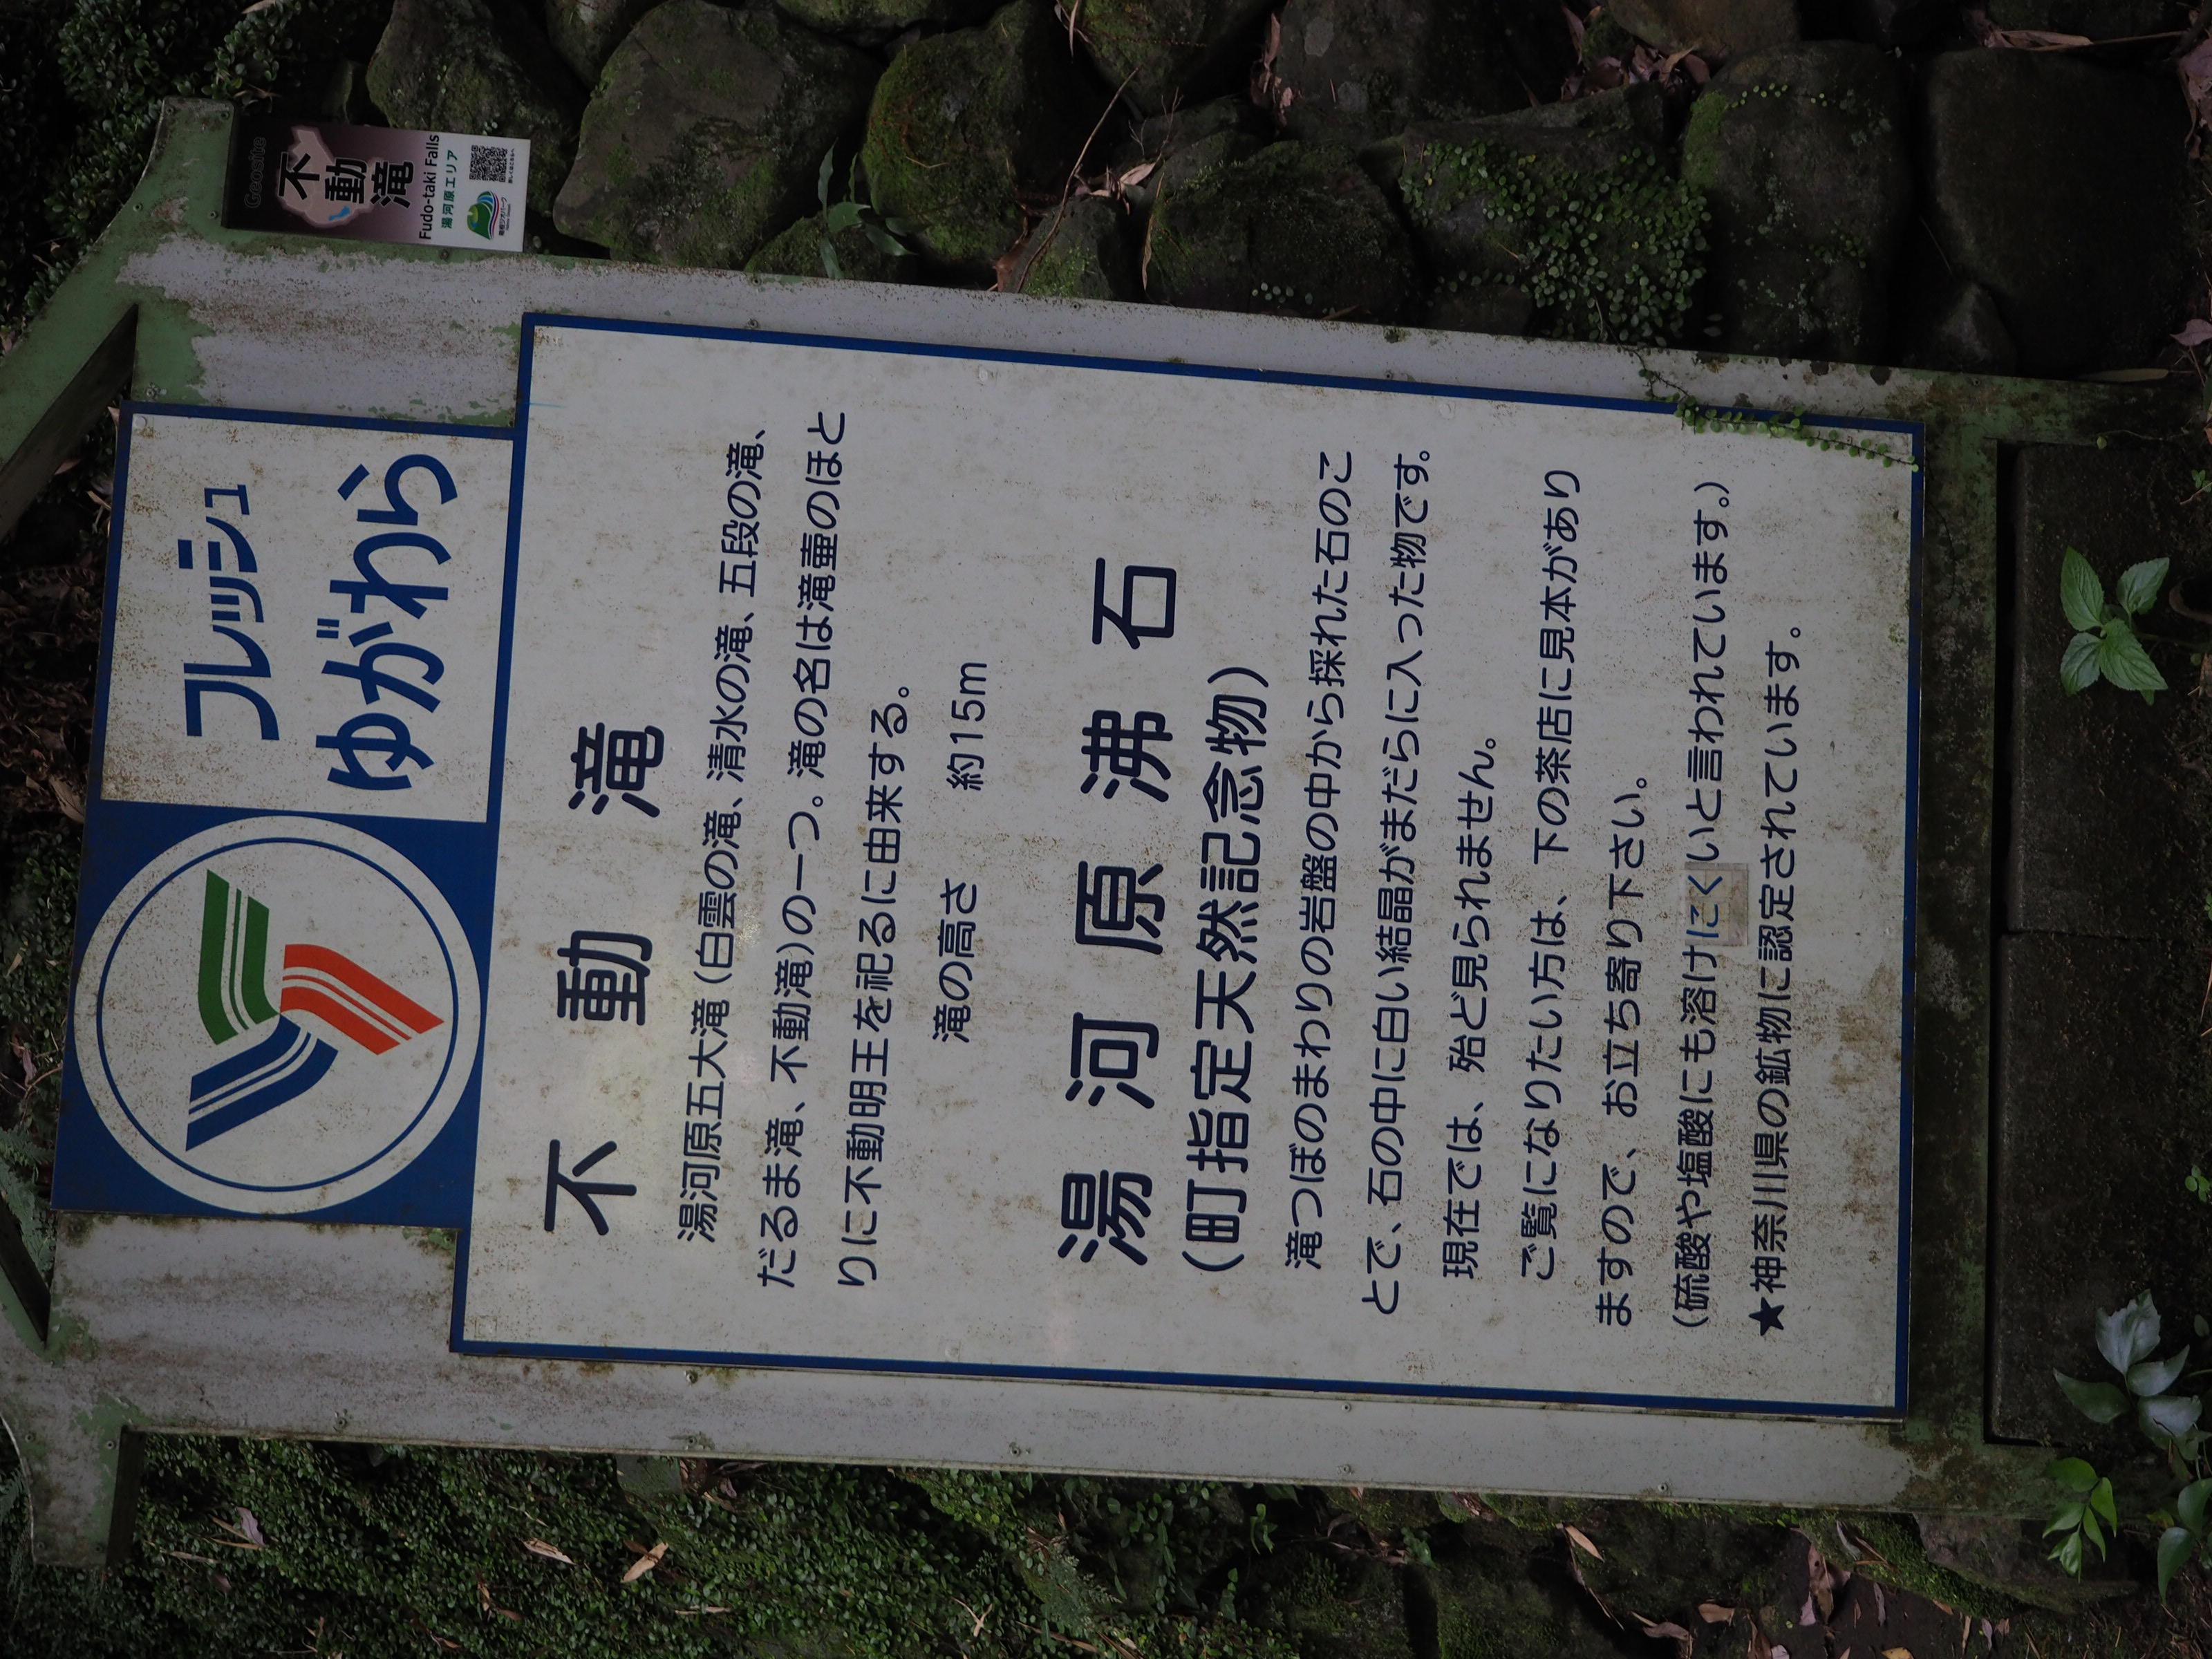 Geosite
不動滝
Fudo-taki Falls
湯河原エリア
フレッシュ
ゆがわら
不動滝
湯河原五大滝(白雲の滝、清水の滝、五段の滝、
だるま滝、不動滝)の一つ。滝の名は滝壷のほと
りに不動明王を祀るに由来する。
滝の高さ 約15m
湯河原沸石
(町指定天然記念物)
滝つぼのまわりの岩盤の中から採れた石のこ
とで、石の中に白い結晶がまだらに入った物です。
現在では、殆ど見られません。
ご覧になりたい方は、下の茶店に見本があり
ますので、お立ち寄り下さい。
(硫酸や塩酸にも溶けにくいと言われています。)
★神奈川県の鉱物に認定されています。